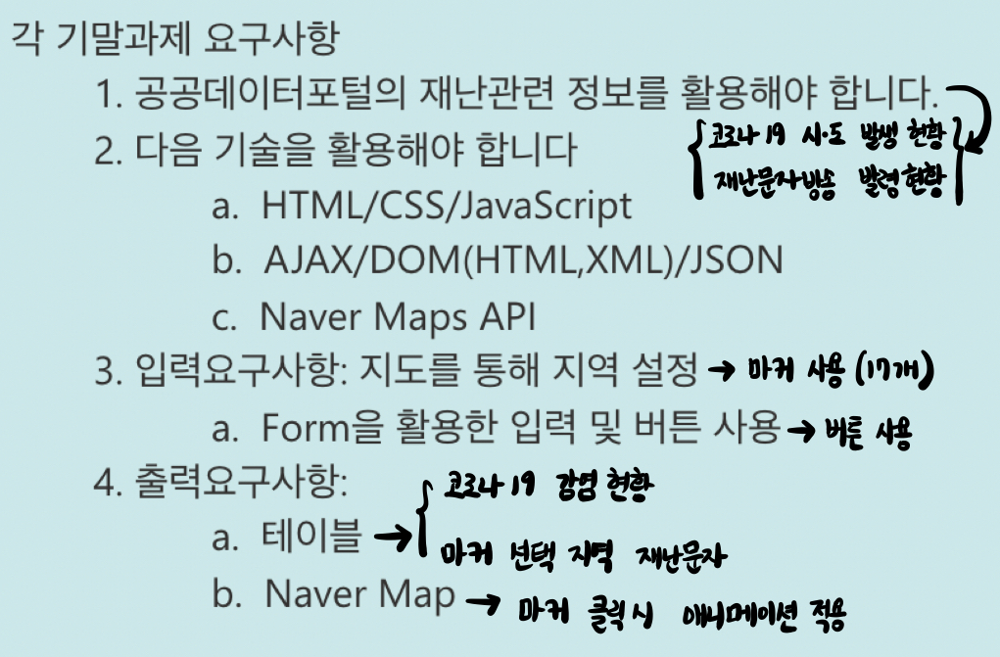 각 기말과제 요구사항
1. 공공데이터포털의 재난관련 정보를 활용해야 합니다.
코로나 19 시·도 발생 현황
2. 다음 기술을 활용해야 합니다
재난문자방송 발령현황
a. HTML/CSS/JavaScript
b. AJAX/DOM(HTML,XML)/JSON
c. Naver Maps API
3. 입력요구사항: 지도를 통해 지역 설정 → 마커 사용 (17개)
a. Form을 활용한 입력 및 버튼 사용 → 버튼 사용
4. 출력요구사항:
코로나 19 감염 현황
a. 테이블 →
마커 선택 지역 재난문자
b. Naver Map → 마커 클릭 시 애니메이션 적용